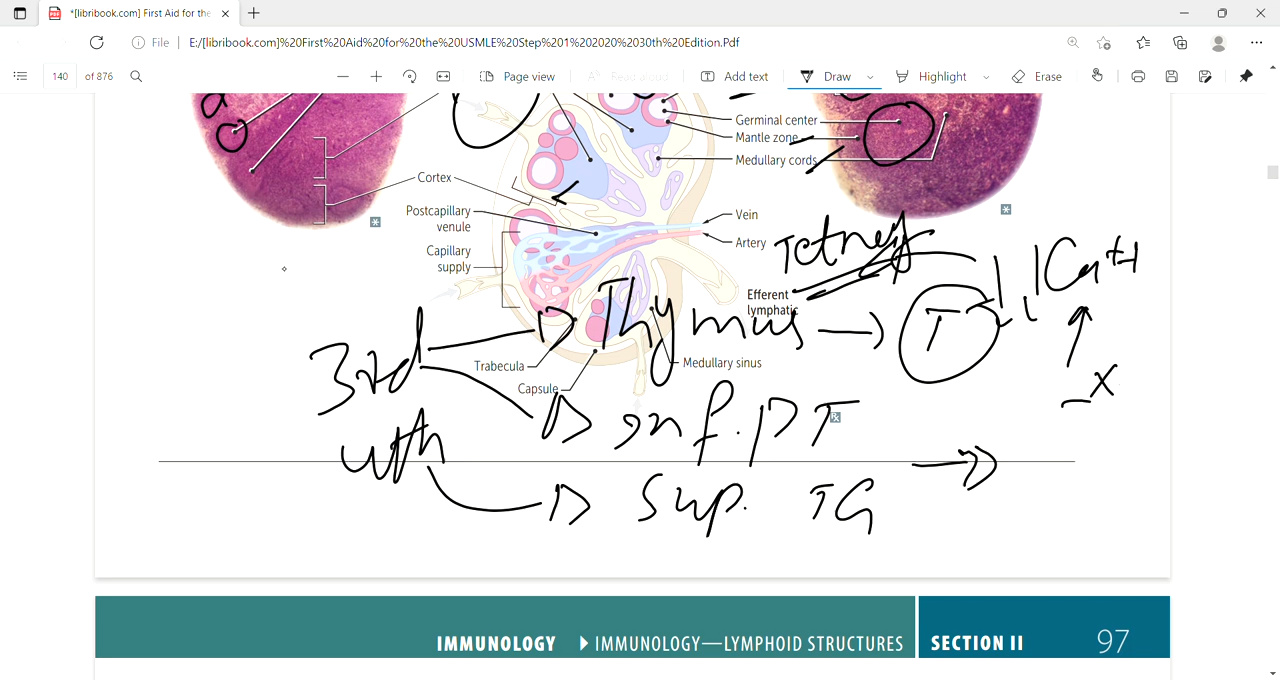 *[libribook.com] First Aid for the
File E:/[libribook.com]%20First%20Aid%20for%20the%20USMLE%20Step%201%202020%2030th%20Edition.Pdf
140 of 876 Page view Read aloud Add text Draw Highlight Erase
Germinal center
Mantle zone
Medullary cords
Cortex
Postcapillary
venule
Capillary
supply
Vein
Artery
Efferent
lymphatic
Trabecula
Capsule
Medullary sinus
3rd Thymus T Ca++
X
inf. PT
4th
Sup.
IMMUNOLOGY IMMUNOLOGY—LYMPHOID STRUCTURES SECTION II 97